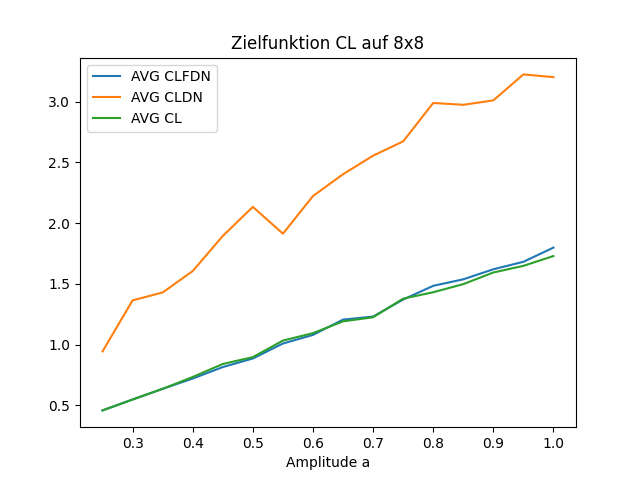 Zielfunktion CL auf 8x8
AVG CLFDN
AVG CLDN
AVG CL
3.0
2.5
2.0
1.5
1.0
0.5
0.3 0.4 0.5 0.6 0.7 0.8 0.9 1.0
Amplitude a